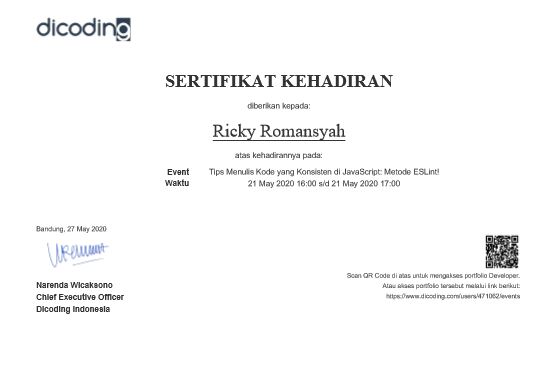 dicoding
SERTIFIKAT KEHADIRAN
diberikan kepada:
Ricky Romansyah
atas kehadirannya pada:
Event Tips Menulis Kode yang Konsisten di JavaScript: Metode ESLint!
Waktu 21 May 2020 16:00 s/d 21 May 2020 17:00
Bandung, 27 May 2020
Narenda Wicaksono
Chief Executive Officer
Dicoding Indonesia
Scan QR Code di atas untuk mengakses portfolio Developer.
Atau akses portfolio tersebut melalui link berikut:
https://www.dicoding.com/users/471062/events